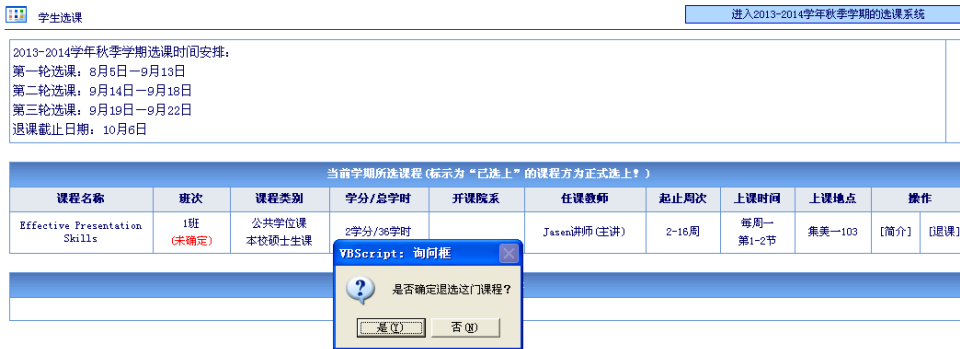 学生选课
进入2013-2014学年秋季学期的选课系统
2013-2014学年秋季学期选课时间安排:
第一轮选课: 8月5日—9月13日
第二轮选课: 9月14日—9月18日
第三轮选课: 9月19日—9月22日
退课截止日期: 10月6日
当前学期所选课程(标示为“已选上”的课程方为正式选上!)
课程名称 班次 课程类别 学分/总学时 开课院系 任课教师 起止周次 上课时间 上课地点 操作
Effective Presentation Skills 1班 (未确定) 公共学位课 本校硕士生课 2学分/36学时 Jasen讲师(主讲) 2-16周 每周一 第1-2节 集美一103 [简介] [退课]
VBScript: 询问框
是否确定退选这门课程?
是(Y) 否(N)